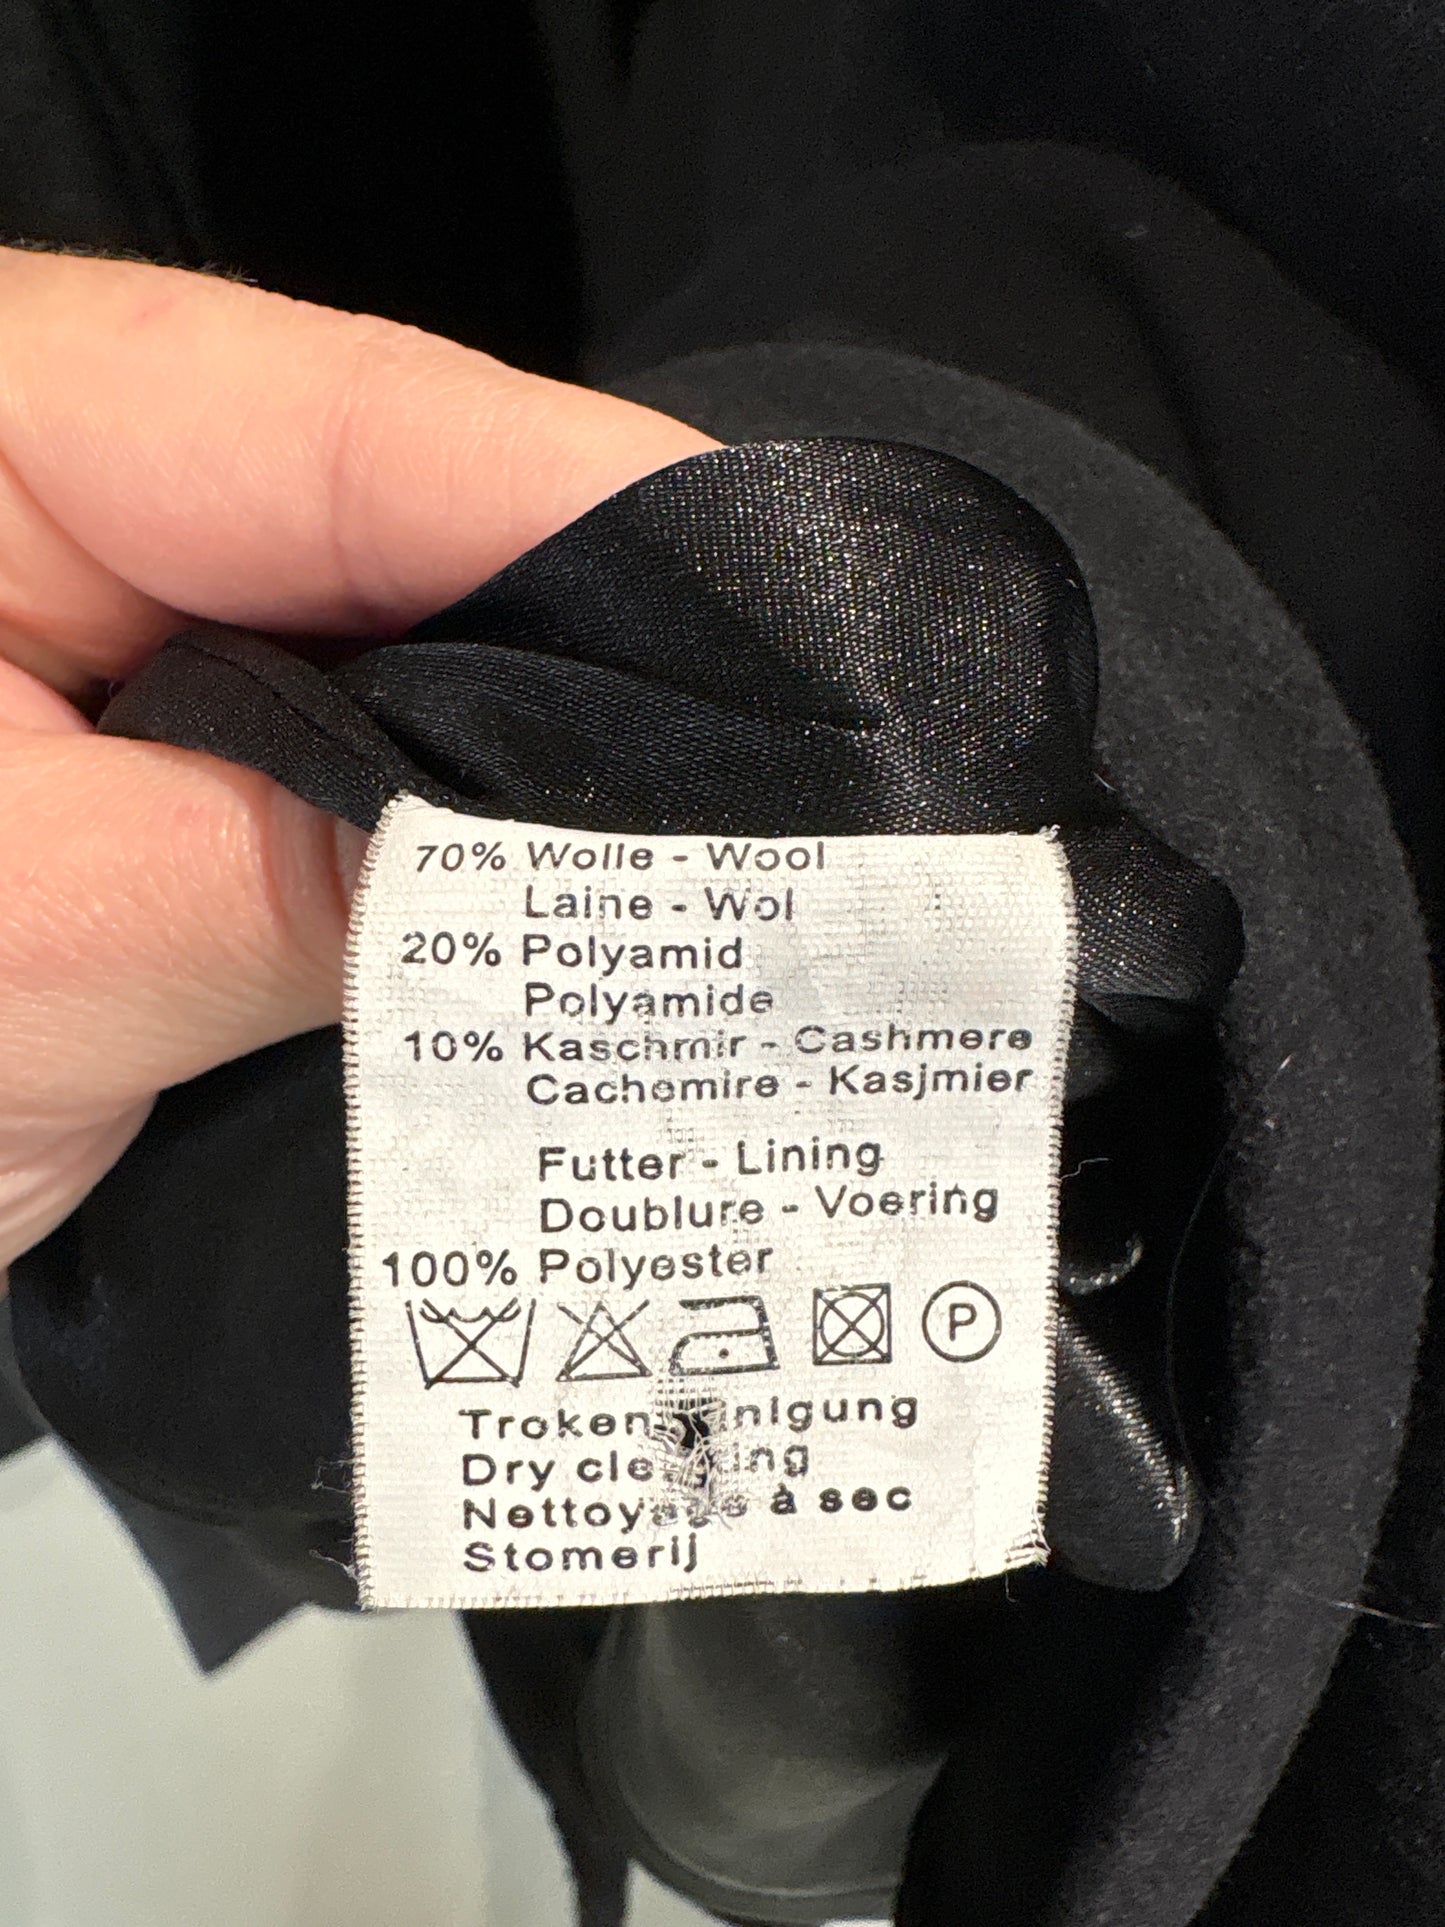 70% Wolle - Wool
Laine - Wol
20% Polyamid
Polyamide
10% Kaschmir - Cashmere
Cachemire - Kasjmier
Futter - Lining
Doublure - Voering
100% Polyester
P
Dry
à sec
Stomerij